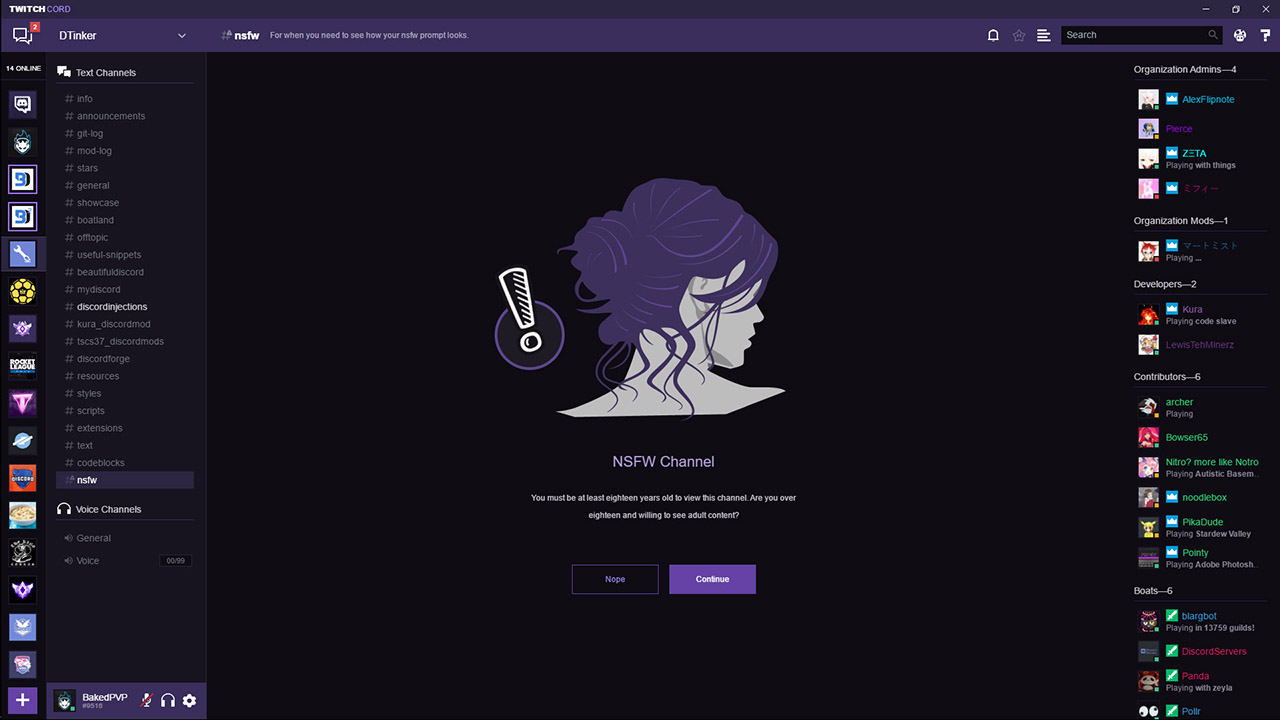 TWITCHCORD
2
DTinker
nsfw
For when you need to see how your nsfw prompt looks.
Search
14 ONLINE
ROCKET
LEAGUE
DISCORD
Text Channels
info
announcements
git-log
mod-log
stars
general
showcase
boatland
offtopic
useful-snippets
beautifuldiscord
mydiscord
discordinjections
kura_discordmod
tscs37_discordmods
discordforge
resources
styles
scripts
extensions
text
codeblocks
nsfw
Voice Channels
General
Voice
00/99
BakedPVP
#9516
NSFW Channel
You must be at least eighteen years old to view this channel. Are you over
eighteen and willing to see adult content?
Nope
Continue
Organization Admins—4
AlexFlipnote
Pierce
ZΞTA
Playing with things
ミフィー
Organization Mods—1
マートミスト
Playing ...
Developers—2
Kura
Playing code slave
LewisTehMinerz
Contributors—6
archer
Playing
Bowser65
Nitro? more like Notro
Playing Autistic Basem...
noodlebox
PikaDude
Playing Stardew Valley
Pointy
Playing Adobe Photosh...
Boats—6
blargbot
Playing in 13759 guilds!
DiscordServers
Panda
Playing with zeyla
Pollr